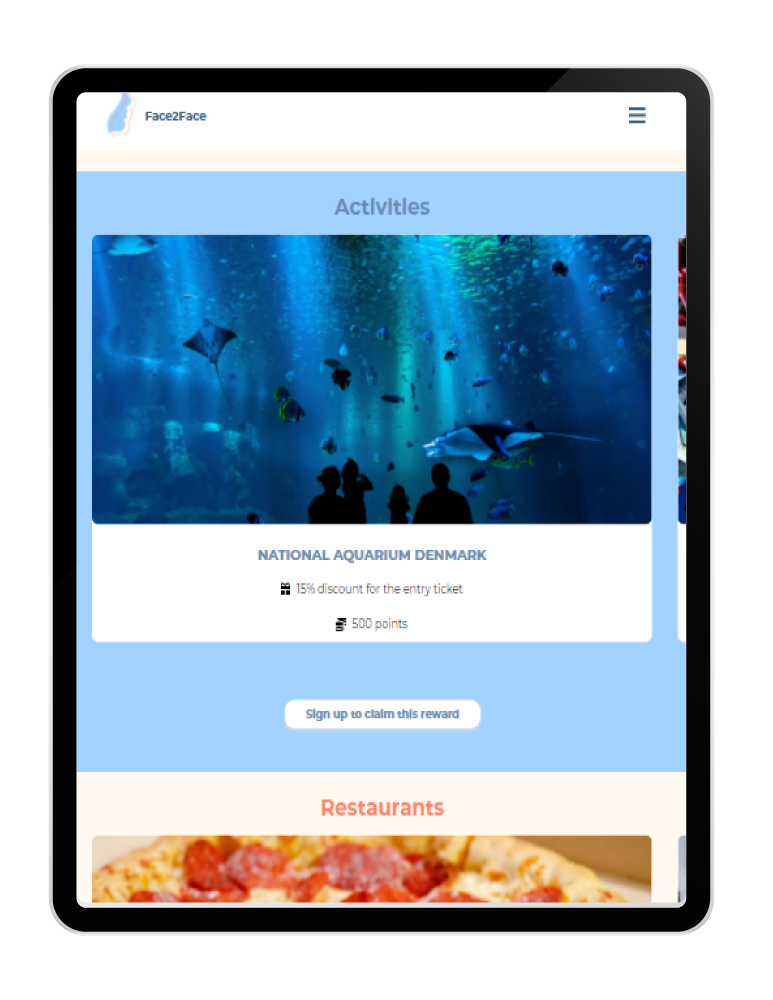 Face2Face
Activities
NATIONAL AQUARIUM DENMARK
15% discount for the entry ticket
500 points
Sign up to claim this reward
Restaurants